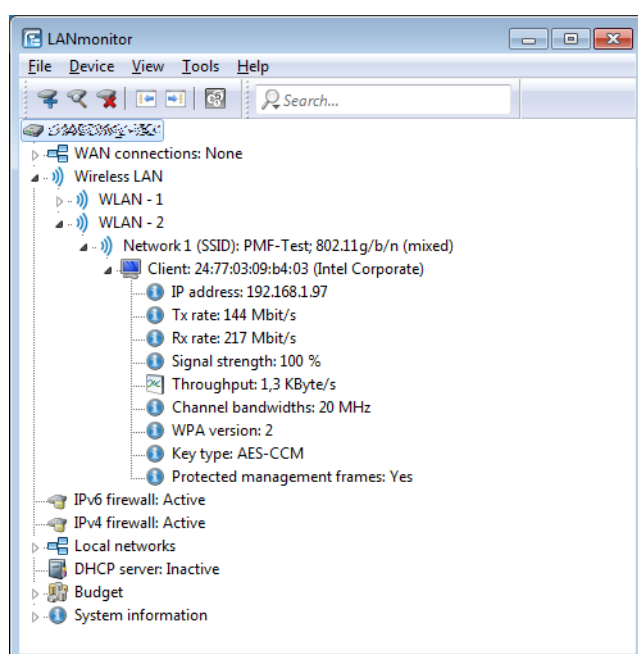 LANmonitor
File Device View Tools Help
Search...
WAN connections: None
Wireless LAN
WLAN - 1
WLAN - 2
Network 1 (SSID): PMF-Test; 802.11g/b/n (mixed)
Client: 24:77:03:09:b4:03 (Intel Corporate)
IP address: 192.168.1.97
Tx rate: 144 Mbit/s
Rx rate: 217 Mbit/s
Signal strength: 100 %
Throughput: 1,3 KByte/s
Channel bandwidths: 20 MHz
WPA version: 2
Key type: AES-CCM
Protected management frames: Yes
IPv6 firewall: Active
IPv4 firewall: Active
Local networks
DHCP server: Inactive
Budget
System information